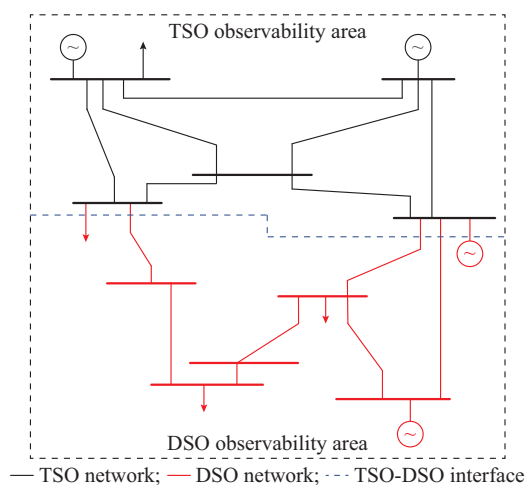 TSO observability area
~ ~
~
~
DSO observability area
TSO network; DSO network; TSO-DSO interface